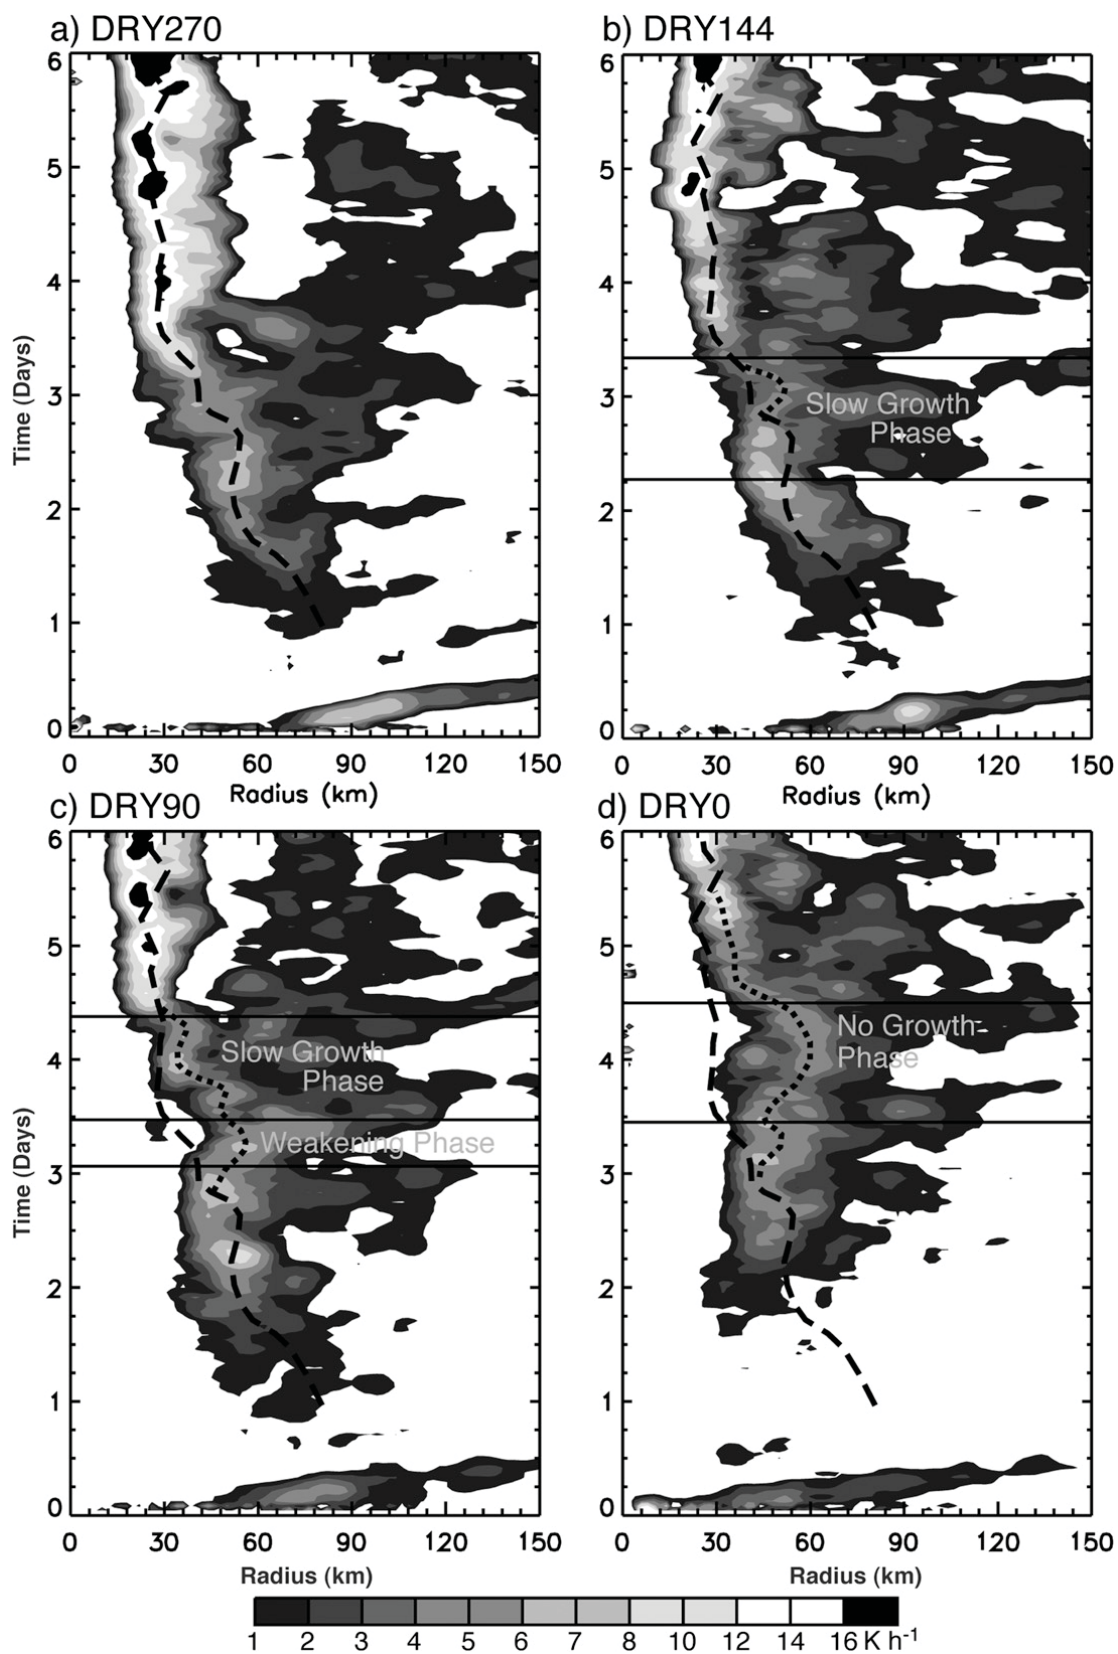 a) DRY270
b) DRY144
6
5
4
3
2
1
0
Time (Days)
0 30 60 90 120 150
Radius (km)
6
5
4
3
2
1
0
Slow Growth
Phase
0 30 60 90 120 150
Radius (km)
c) DRY90
d) DRY0
6
5
4
3
2
1
0
Time (Days)
Slow Growth
Phase
Weakening Phase
0 30 60 90 120 150
Radius (km)
6
5
4
3
2
1
0
No Growth
Phase
0 30 60 90 120 150
Radius (km)
1 2 3 4 5 6 7 8 10 12 14 16 K h-1